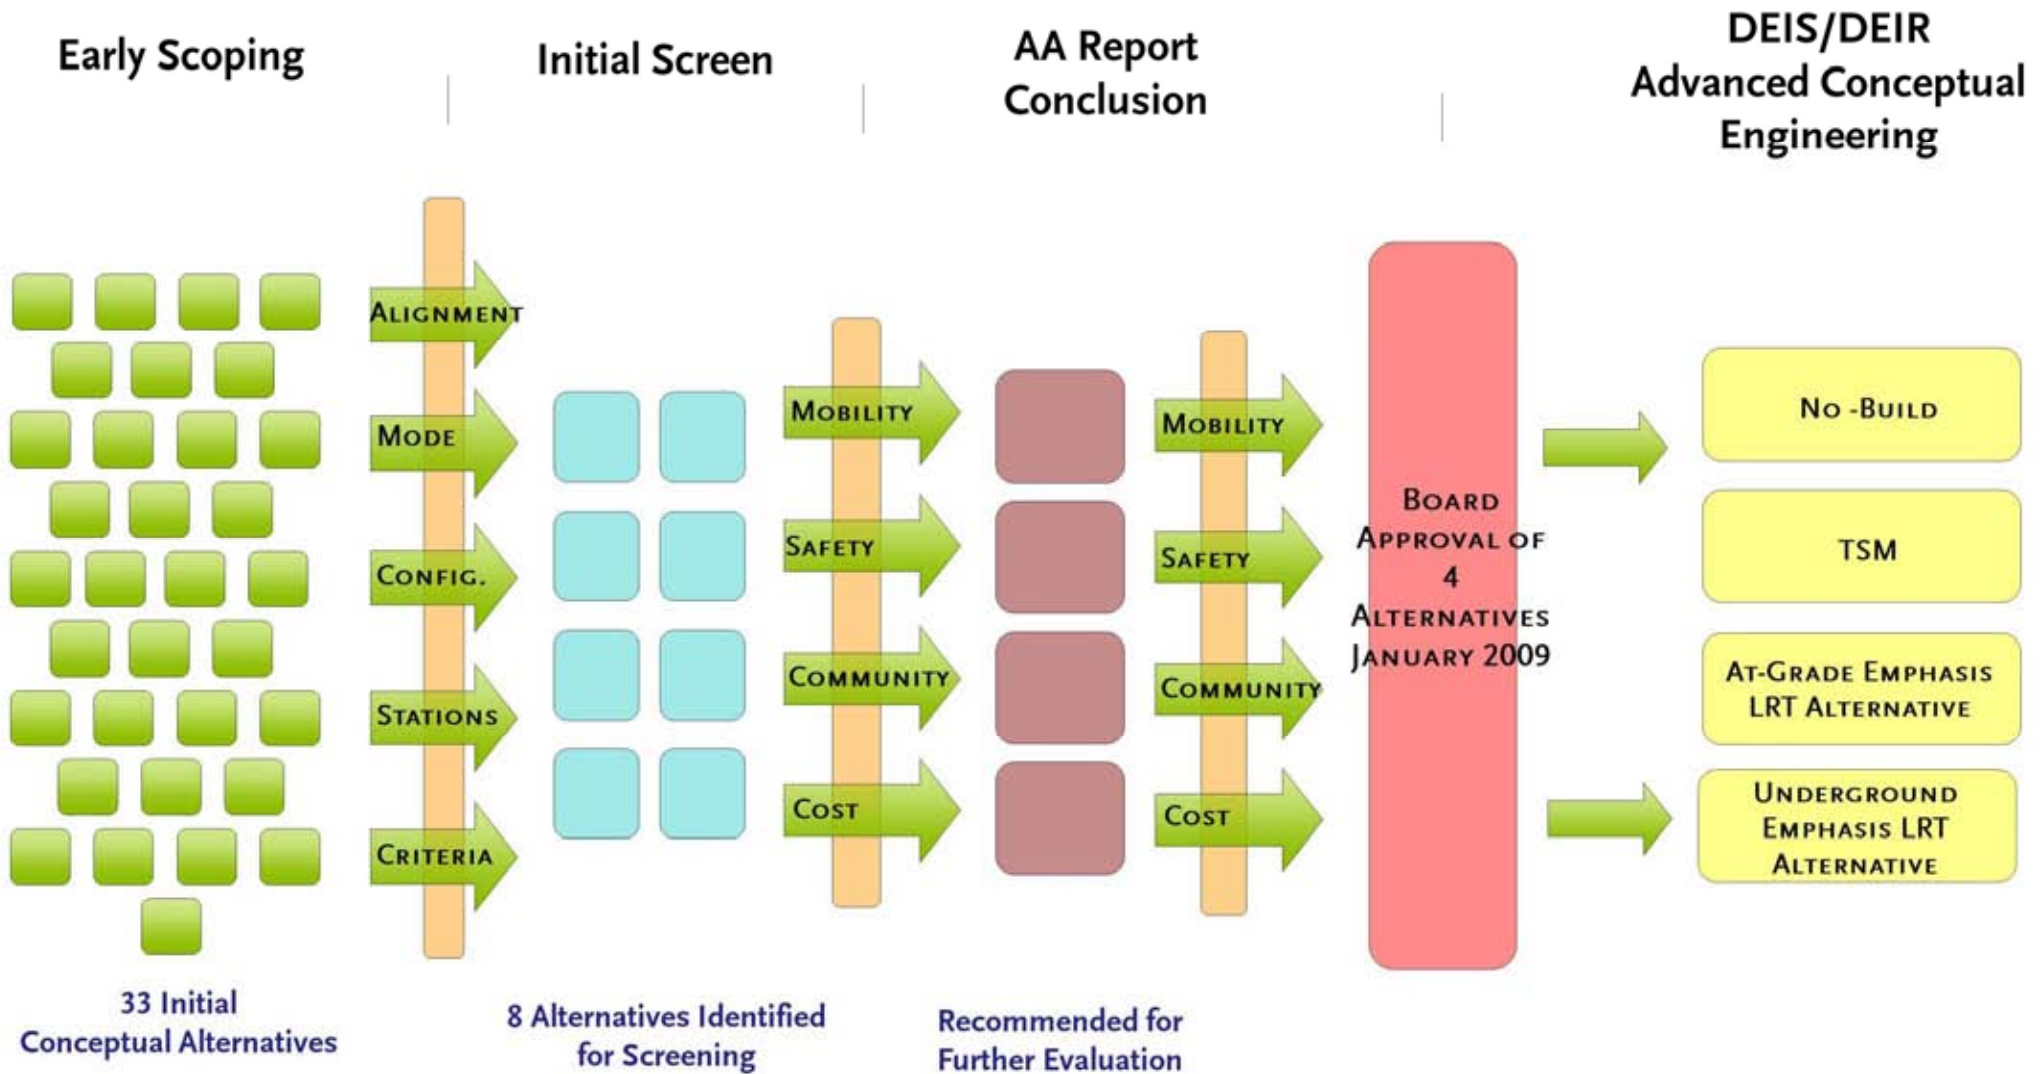 Early Scoping
Initial Screen
AA Report
Conclusion
DEIS/DEIR
Advanced Conceptual
Engineering
Alignment
Mode
Config.
Stations
Criteria
Mobility
Safety
Community
Cost
Mobility
Safety
Community
Cost
Board
Approval of
4
Alternatives
January 2009
No -Build
TSM
At-Grade Emphasis
LRT Alternative
Underground
Emphasis LRT
Alternative
33 Initial
Conceptual Alternatives
8 Alternatives Identified
for Screening
Recommended for
Further Evaluation